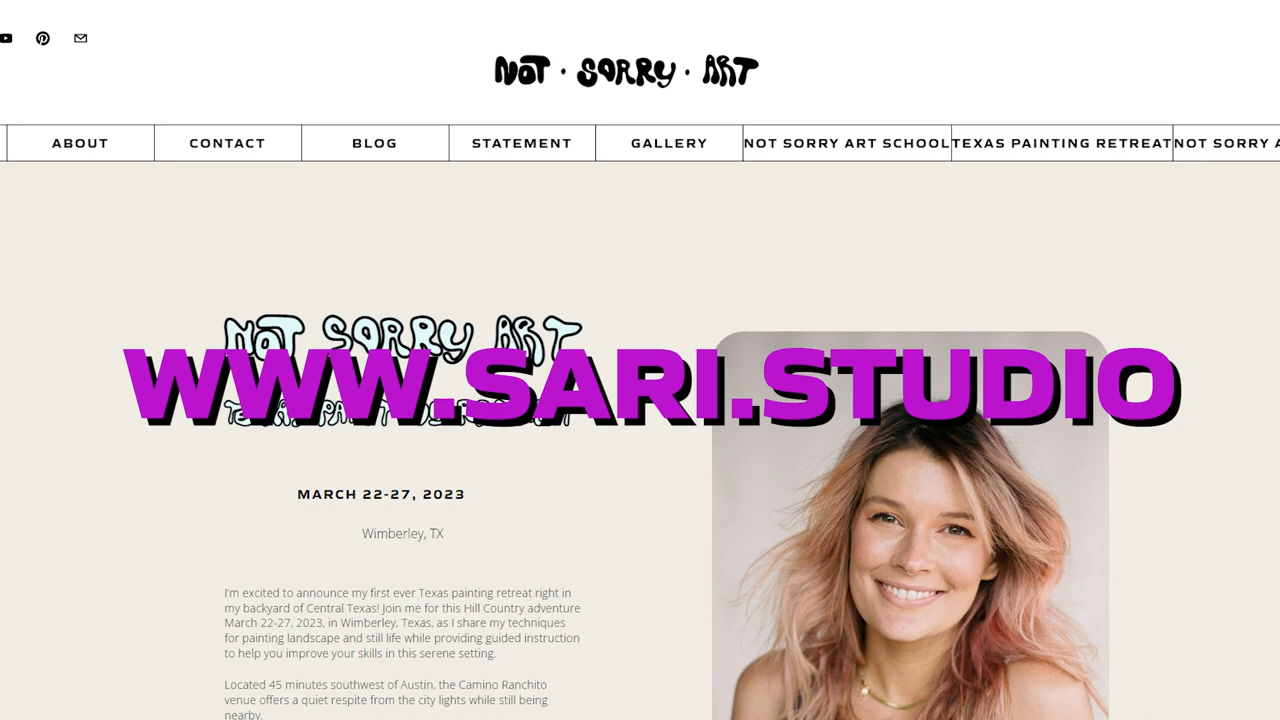 NOT · SORRY · ART
ABOUT
CONTACT
BLOG
STATEMENT
GALLERY
NOT SORRY ART SCHOOL
TEXAS PAINTING RETREAT
NOT SORRY A
NOT SORRY ART
WWW.SARI.STUDIO
MARCH 22-27, 2023
Wimberley, TX
I'm excited to announce my first ever Texas painting retreat right in
my backyard of Central Texas! Join me for this Hill Country adventure
March 22-27, 2023, in Wimberley, Texas, as I share my techniques
for painting landscape and still life while providing guided instruction
to help you improve your skills in this serene setting.
Located 45 minutes southwest of Austin, the Camino Ranchito
venue offers a quiet respite from the city lights while still being
nearby.